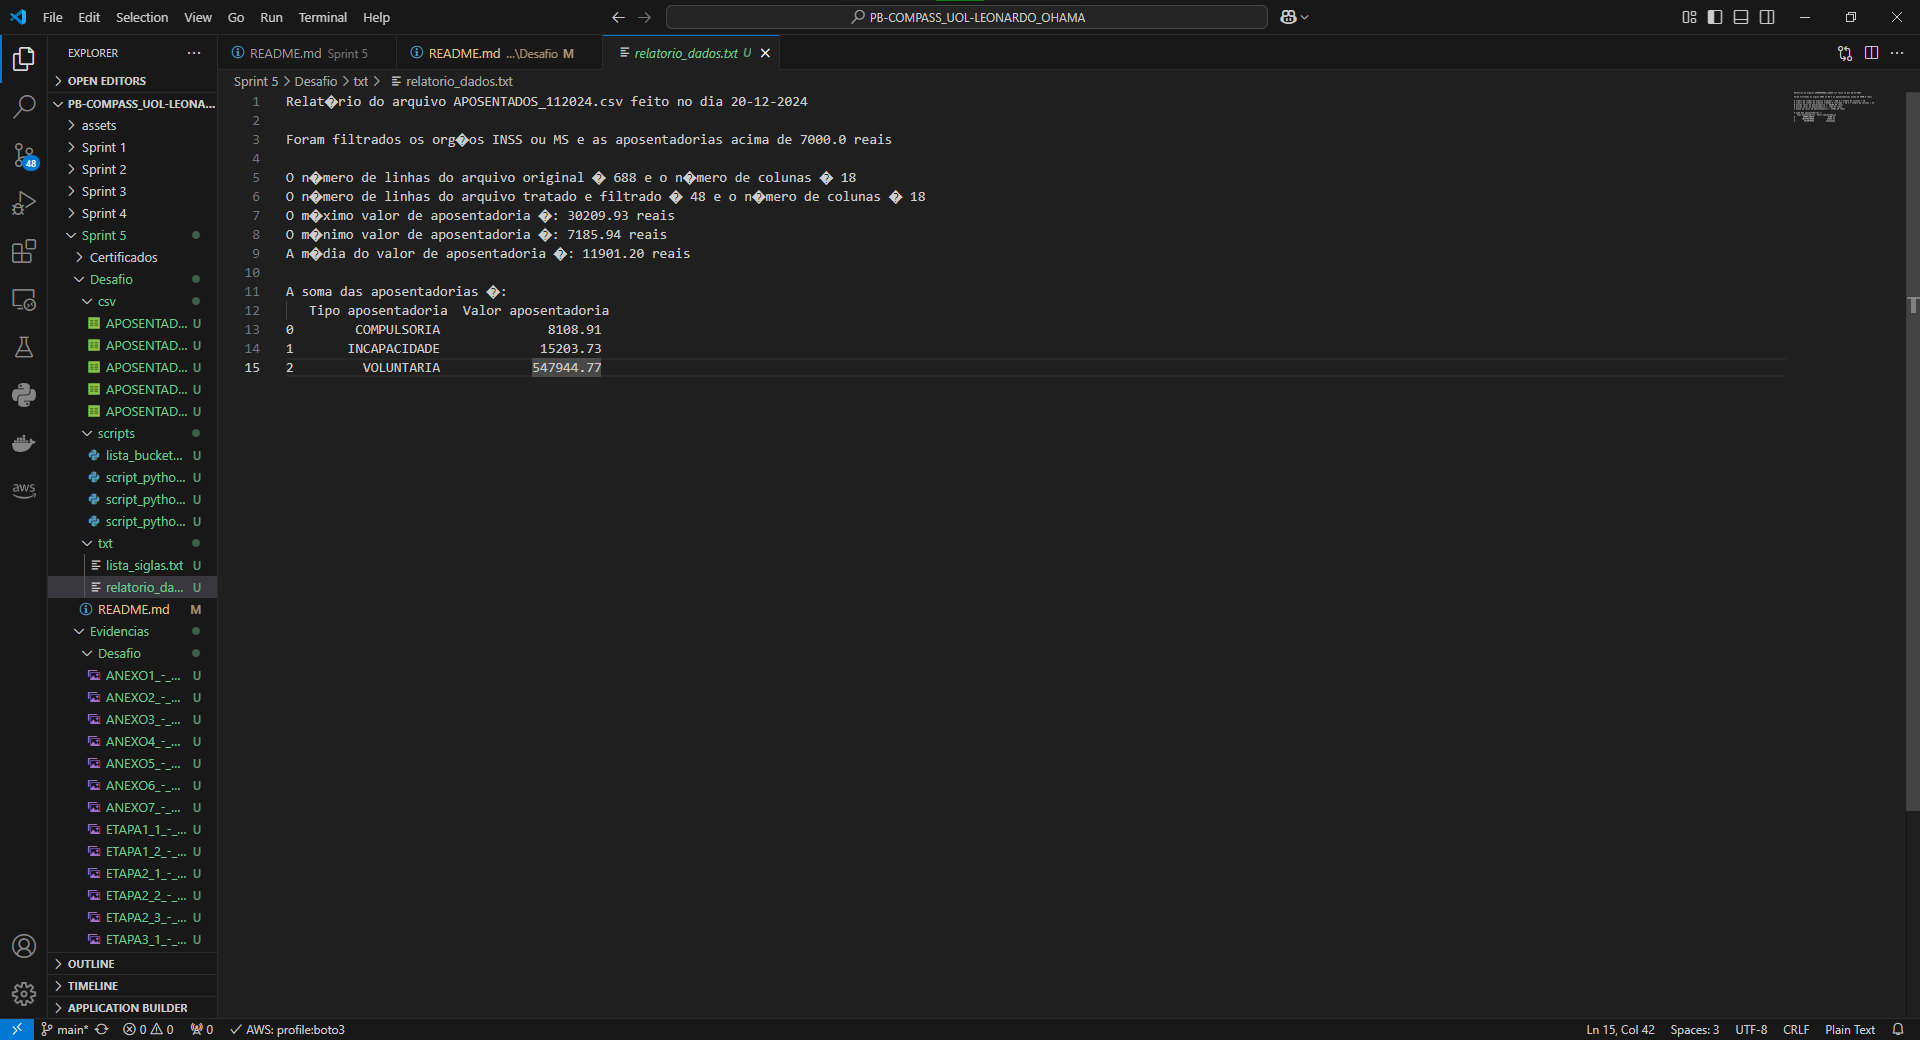 File Edit Selection View Go Run Terminal Help
PB-COMPASS_UOL-LEONARDO_OHAMA
EXPLORER
README.md Sprint 5
README.md ...\Desafio M
relatorio_dados.txt U
OPEN EDITORS
Sprint 5 > Desafio > txt > relatorio_dados.txt
PB-COMPASS_UOL-LEONA...
assets
Sprint 1
Sprint 2
Sprint 3
Sprint 4
Sprint 5
Certificados
Desafio
csv
APOSENTAD... U
APOSENTAD... U
APOSENTAD... U
APOSENTAD... U
APOSENTAD... U
scripts
lista_bucket... U
script_pytho... U
script_pytho... U
script_pytho... U
txt
lista_siglas.txt U
relatorio_da... U
README.md M
Evidencias
Desafio
ANEXO1_-_... U
ANEXO2_-_... U
ANEXO3_-_... U
ANEXO4_-_... U
ANEXO5_-_... U
ANEXO6_-_... U
ANEXO7_-_... U
ETAPA1_1_-_... U
ETAPA1_2_-_... U
ETAPA2_1_-_... U
ETAPA2_2_-_... U
ETAPA2_3_-_... U
ETAPA3_1_-_... U
OUTLINE
TIMELINE
APPLICATION BUILDER
48
aws
1 Relat�rio do arquivo APOSENTADOS_112024.csv feito no dia 20-12-2024
2
3 Foram filtrados os org�os INSS ou MS e as aposentadorias acima de 7000.0 reais
4
5 O n�mero de linhas do arquivo original � 688 e o n�mero de colunas � 18
6 O n�mero de linhas do arquivo tratado e filtrado � 48 e o n�mero de colunas � 18
7 O m�ximo valor de aposentadoria �: 30209.93 reais
8 O m�nimo valor de aposentadoria �: 7185.94 reais
9 A m�dia do valor de aposentadoria �: 11901.20 reais
10
11 A soma das aposentadorias �:
12 Tipo aposentadoria Valor aposentadoria
13 0 COMPULSORIA 8108.91
14 1 INCAPACIDADE 15203.73
15 2 VOLUNTARIA 547944.77
main* 0 0 0 AWS: profile:boto3
Ln 15, Col 42 Spaces: 3 UTF-8 CRLF Plain Text